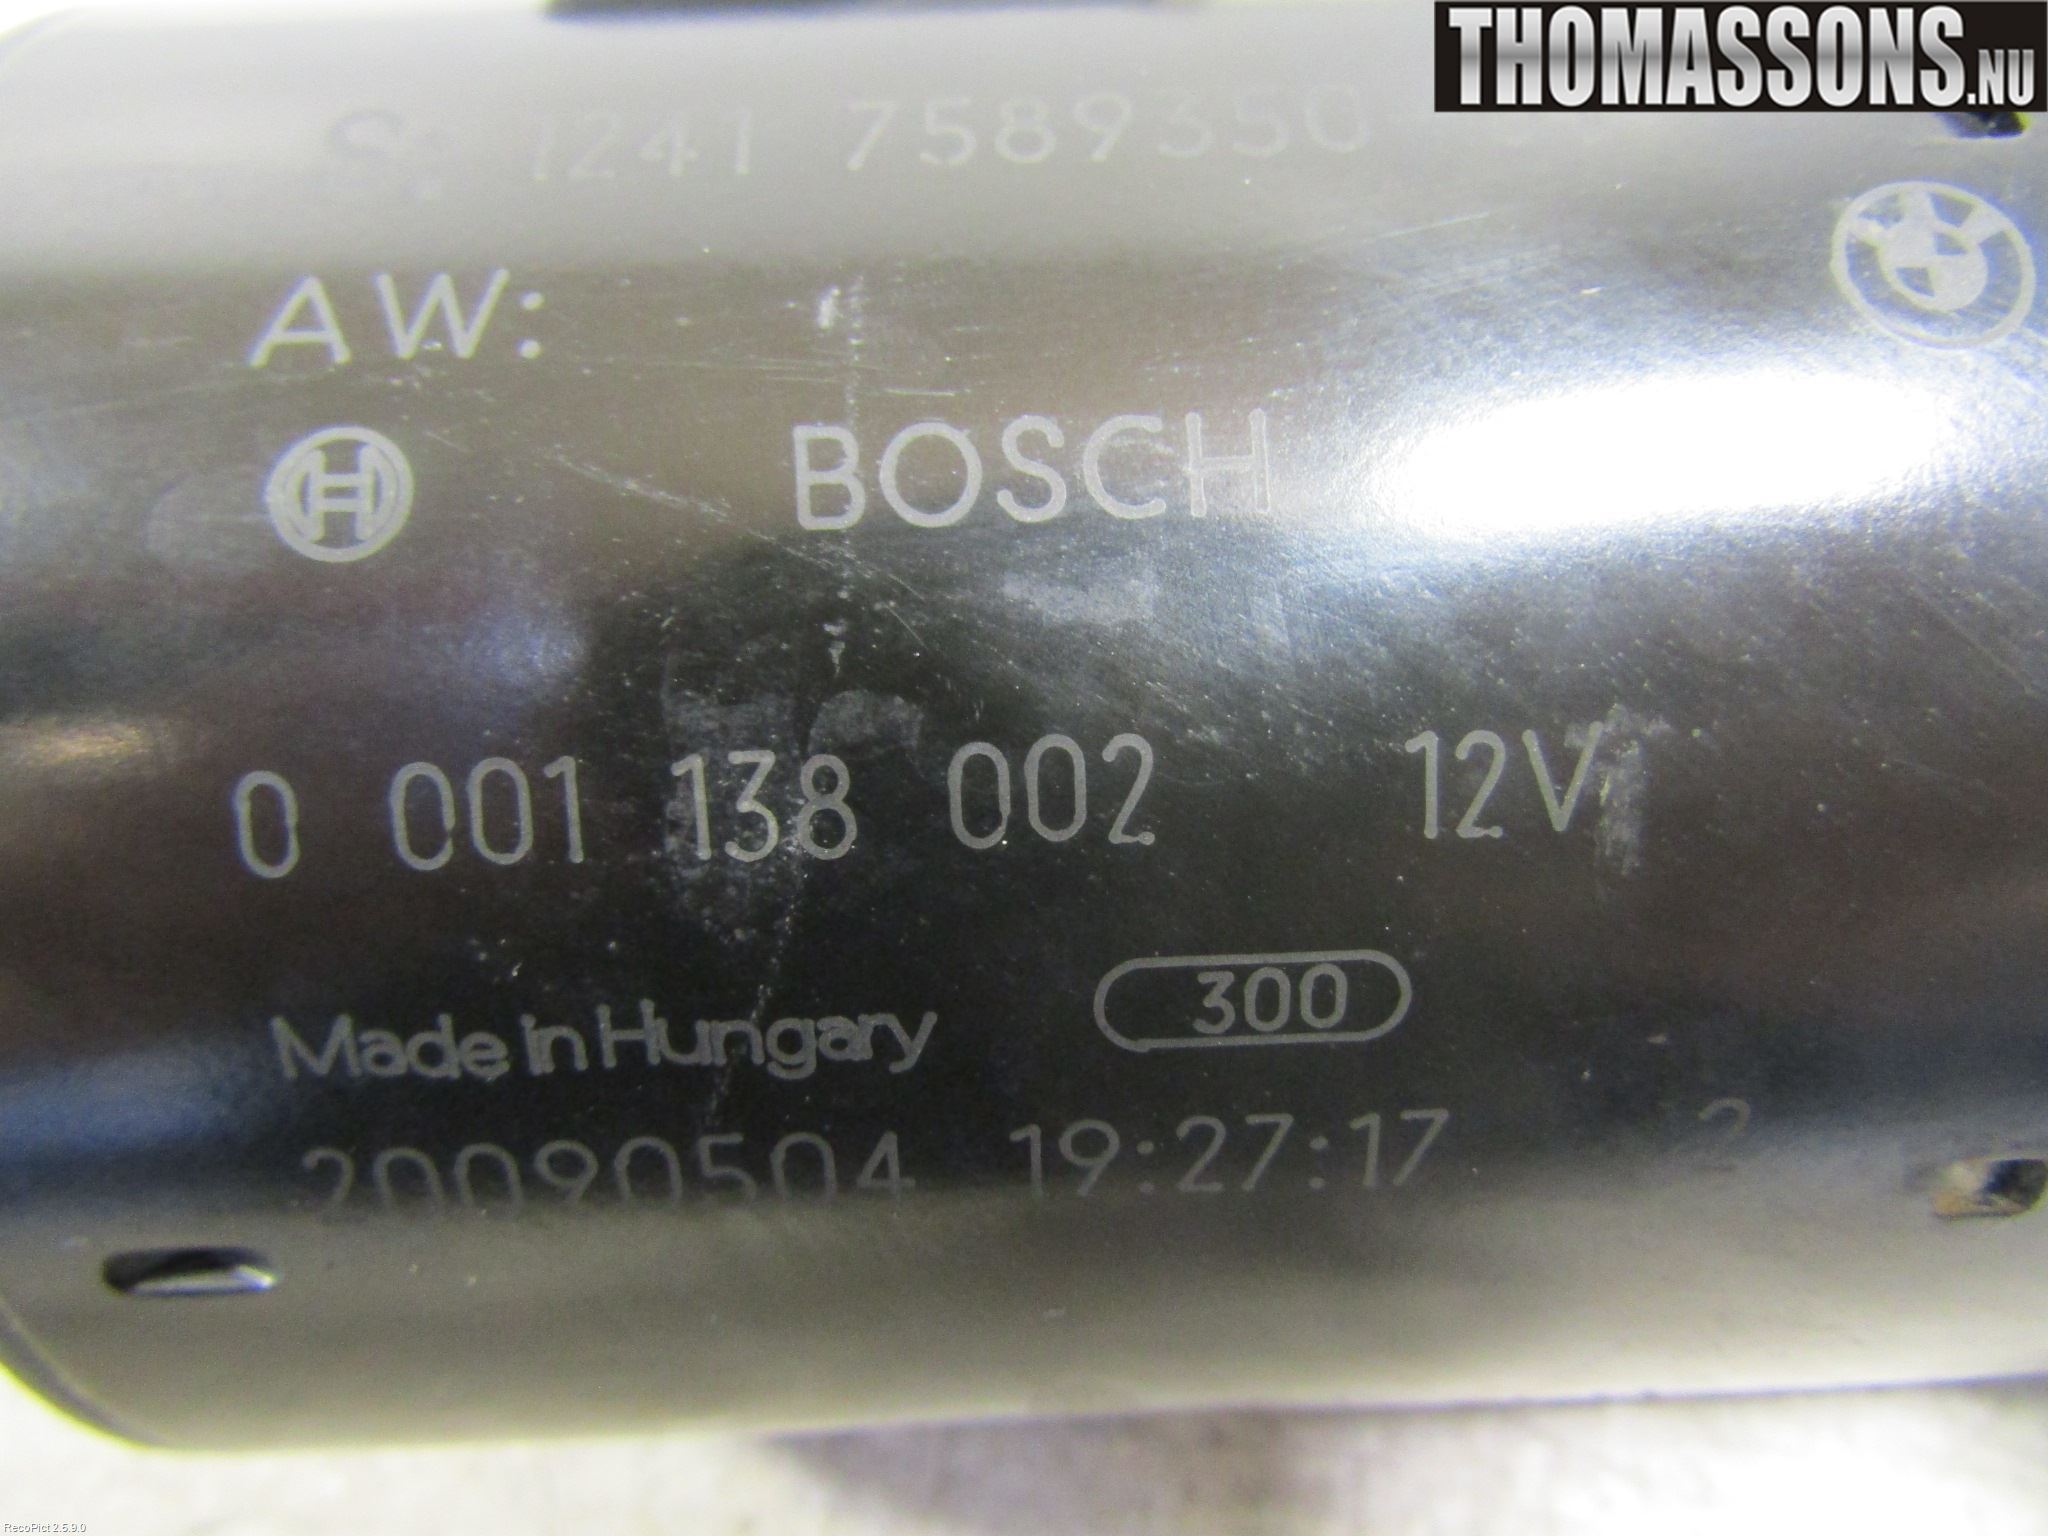 THOMASSONS.NU
1241 7589350
AW:
BOSCH
0 001 138 002 12V
Made in Hungary 300
20090504 19:27:17 2
RecoPict 2.5.9.0